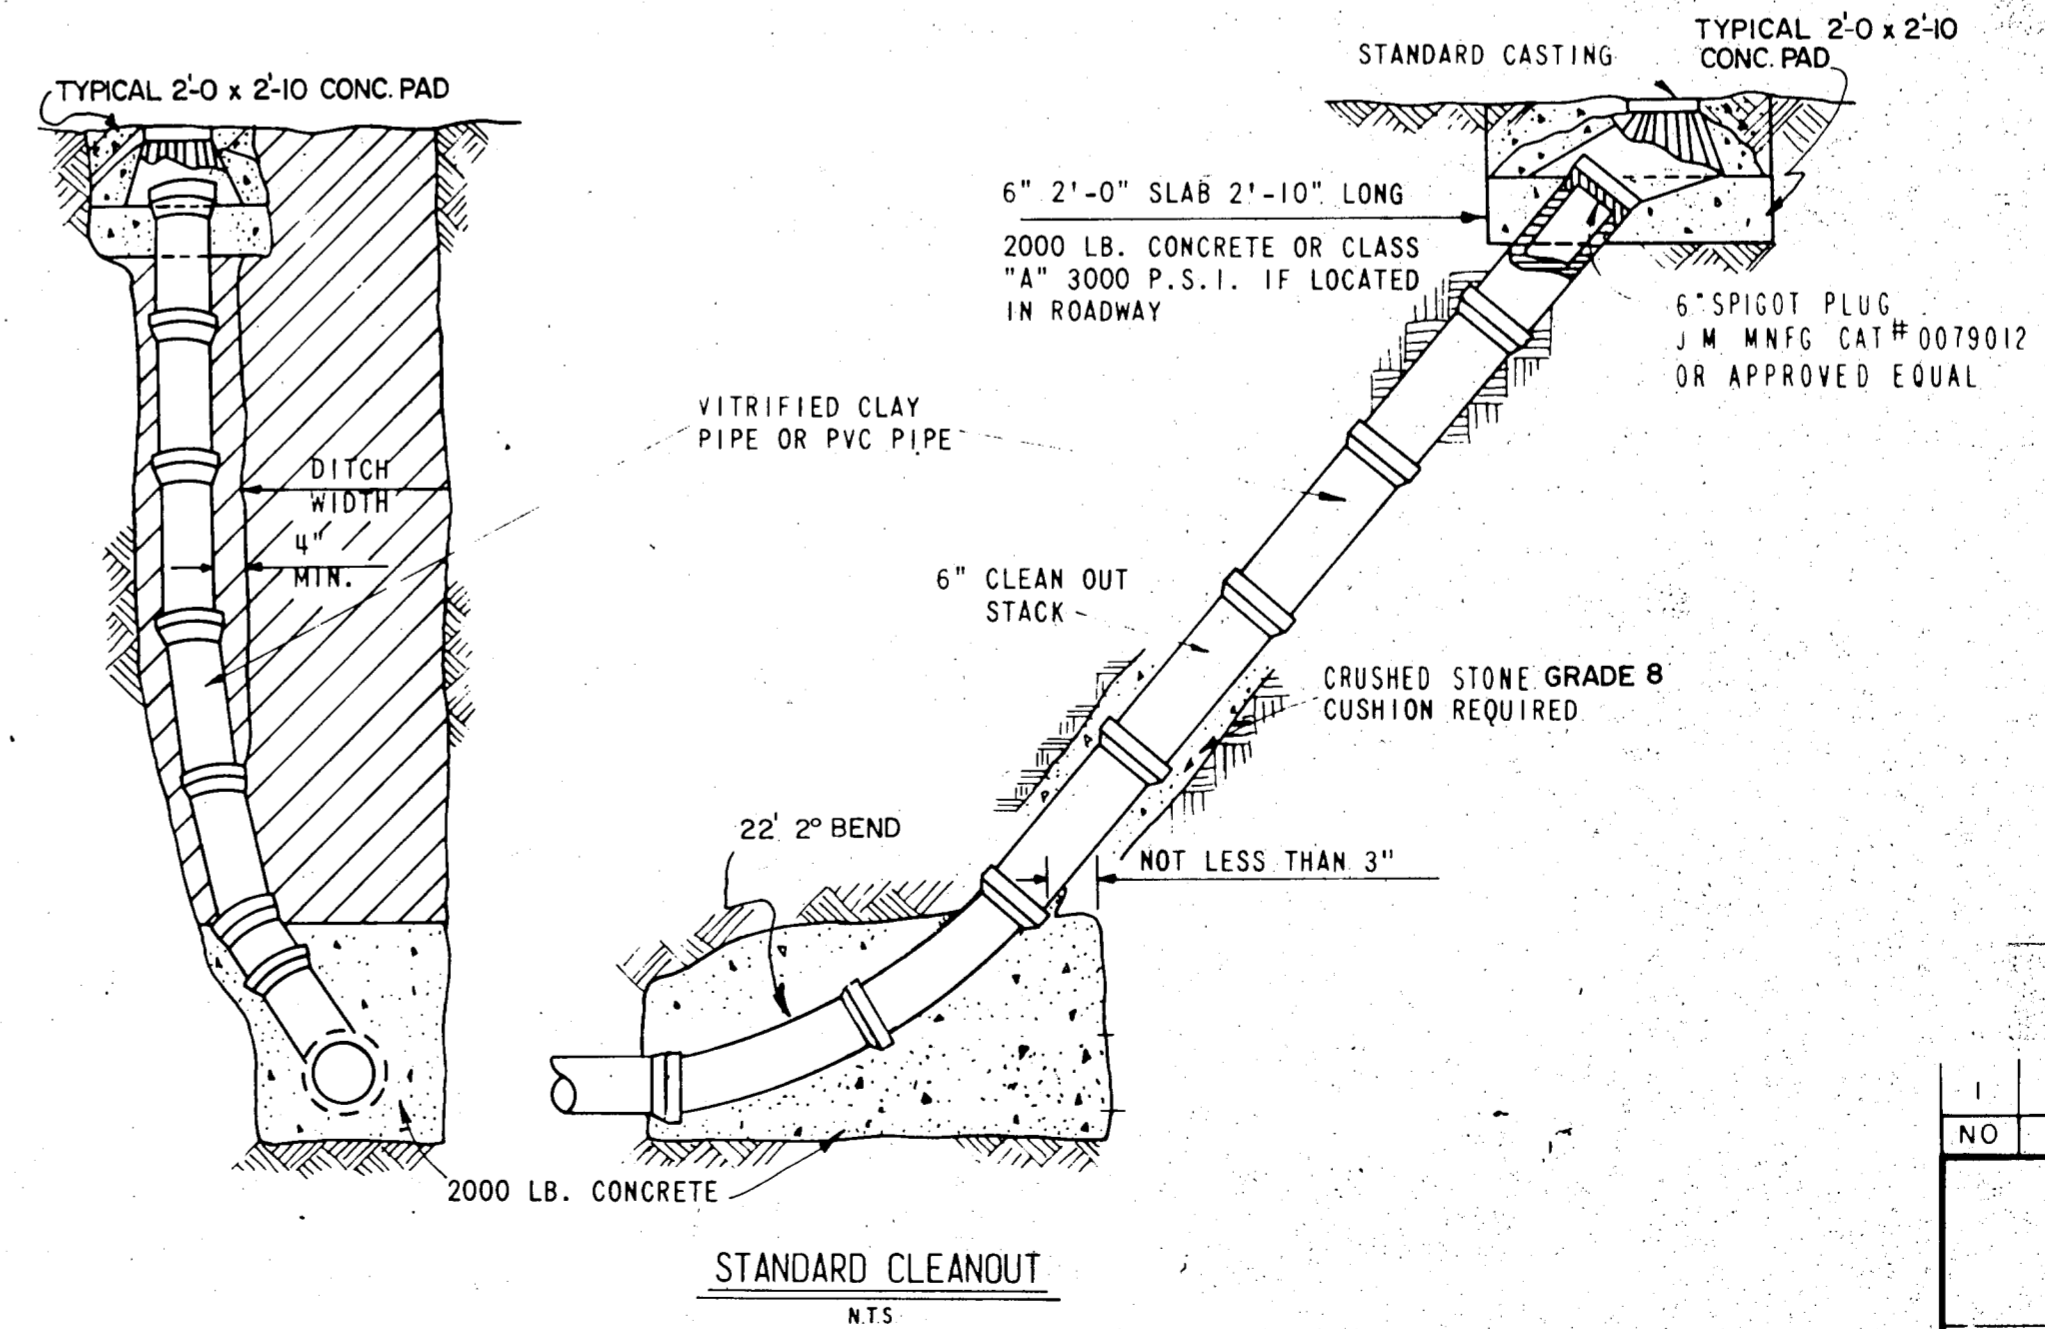 TYPICAL 2'-0 x 2'-10 CONC. PAD
STANDARD CASTING
TYPICAL 2'-0 x 2'-10
CONC. PAD
6" 2'-0" SLAB 2'-10" LONG
2000 LB. CONCRETE OR CLASS
"A" 3000 P.S.I. IF LOCATED
IN ROADWAY
6" SPIGOT PLUG
J M MNFG CAT # 0079012
OR APPROVED EQUAL
VITRIFIED CLAY
PIPE OR PVC PIPE
DITCH
WIDTH
4"
MIN.
6" CLEAN OUT
STACK
CRUSHED STONE GRADE 8
CUSHION REQUIRED
22' 2° BEND
NOT LESS THAN 3"
2000 LB. CONCRETE
STANDARD CLEANOUT
N.T.S.
1
NO